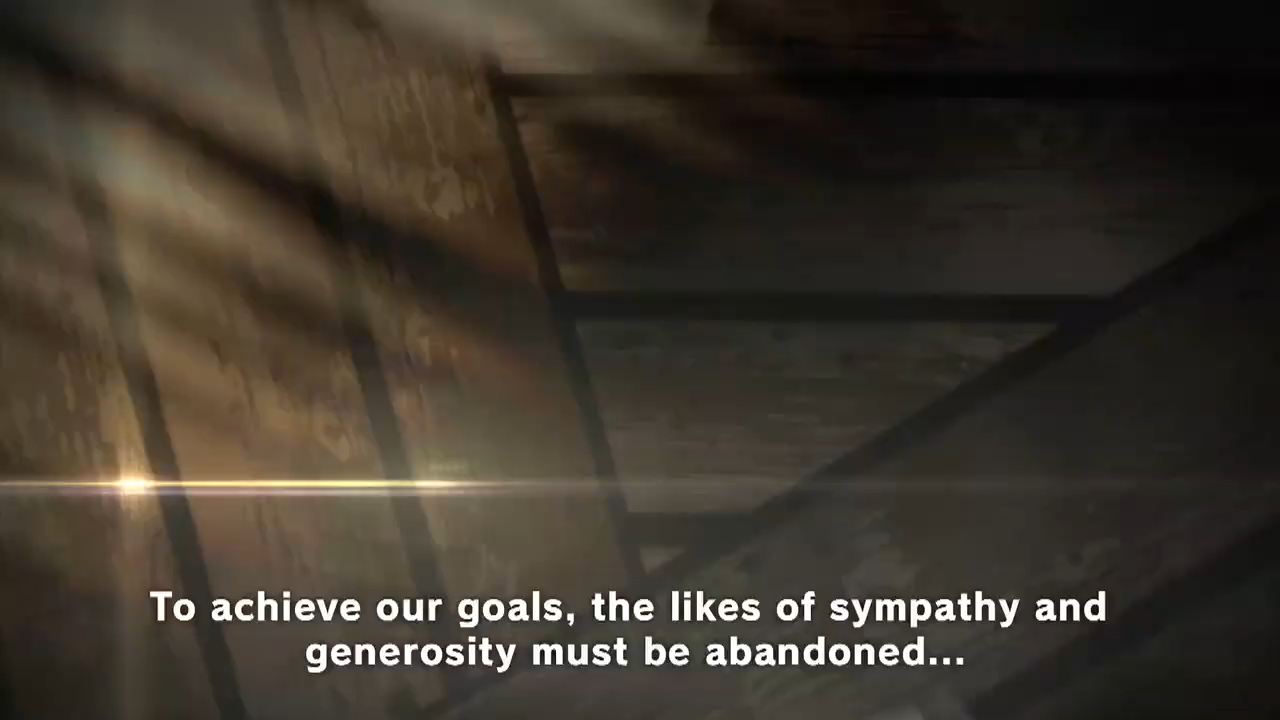 To achieve our goals, the likes of sympathy and
generosity must be abandoned...